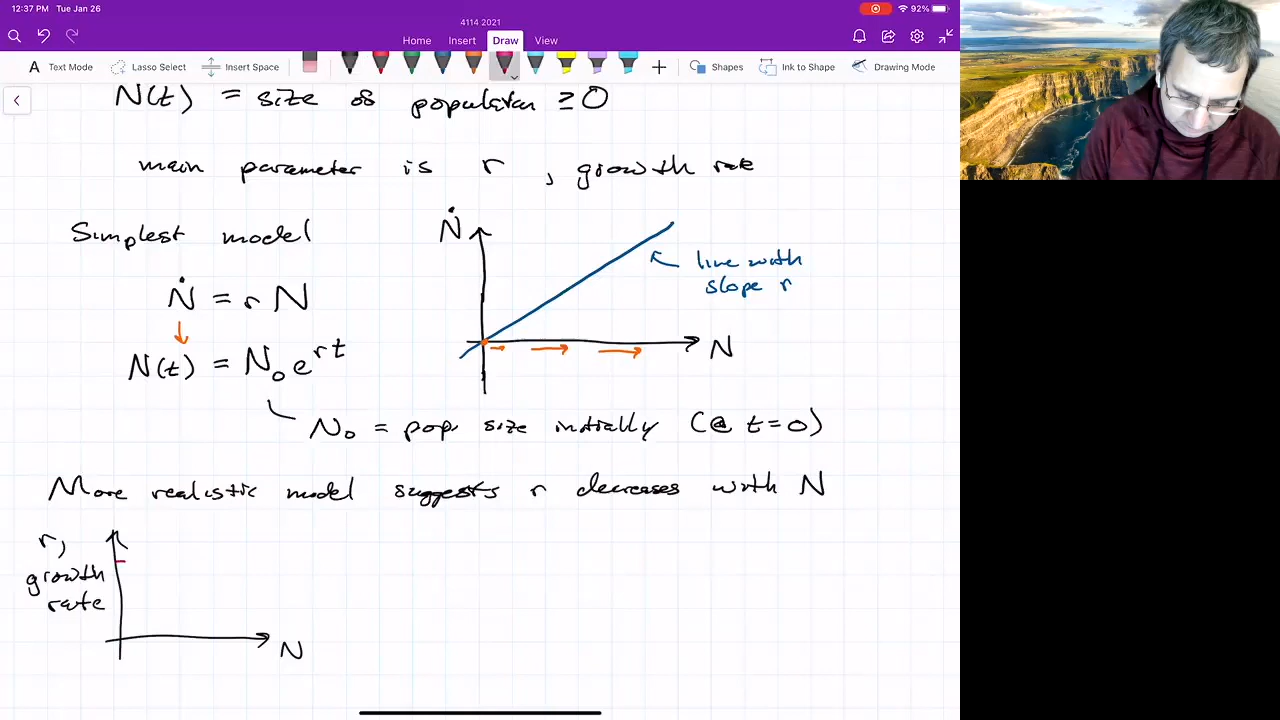 12:37 PM Tue Jan 26
92%
4114 2021
Home Insert Draw View
Text Mode Lasso Select Insert Space Shapes Ink to Shape Drawing Mode
N(t) = size of population ≥ 0
main parameter is r, growth rate
Simplest model
Ṅ = r N
N(t) = N₀ e^{rt}
Ṅ
line with
slope r
N
N₀ = pop. size initially (@ t=0)
More realistic model suggests r decreases with N
r,
growth
rate
N